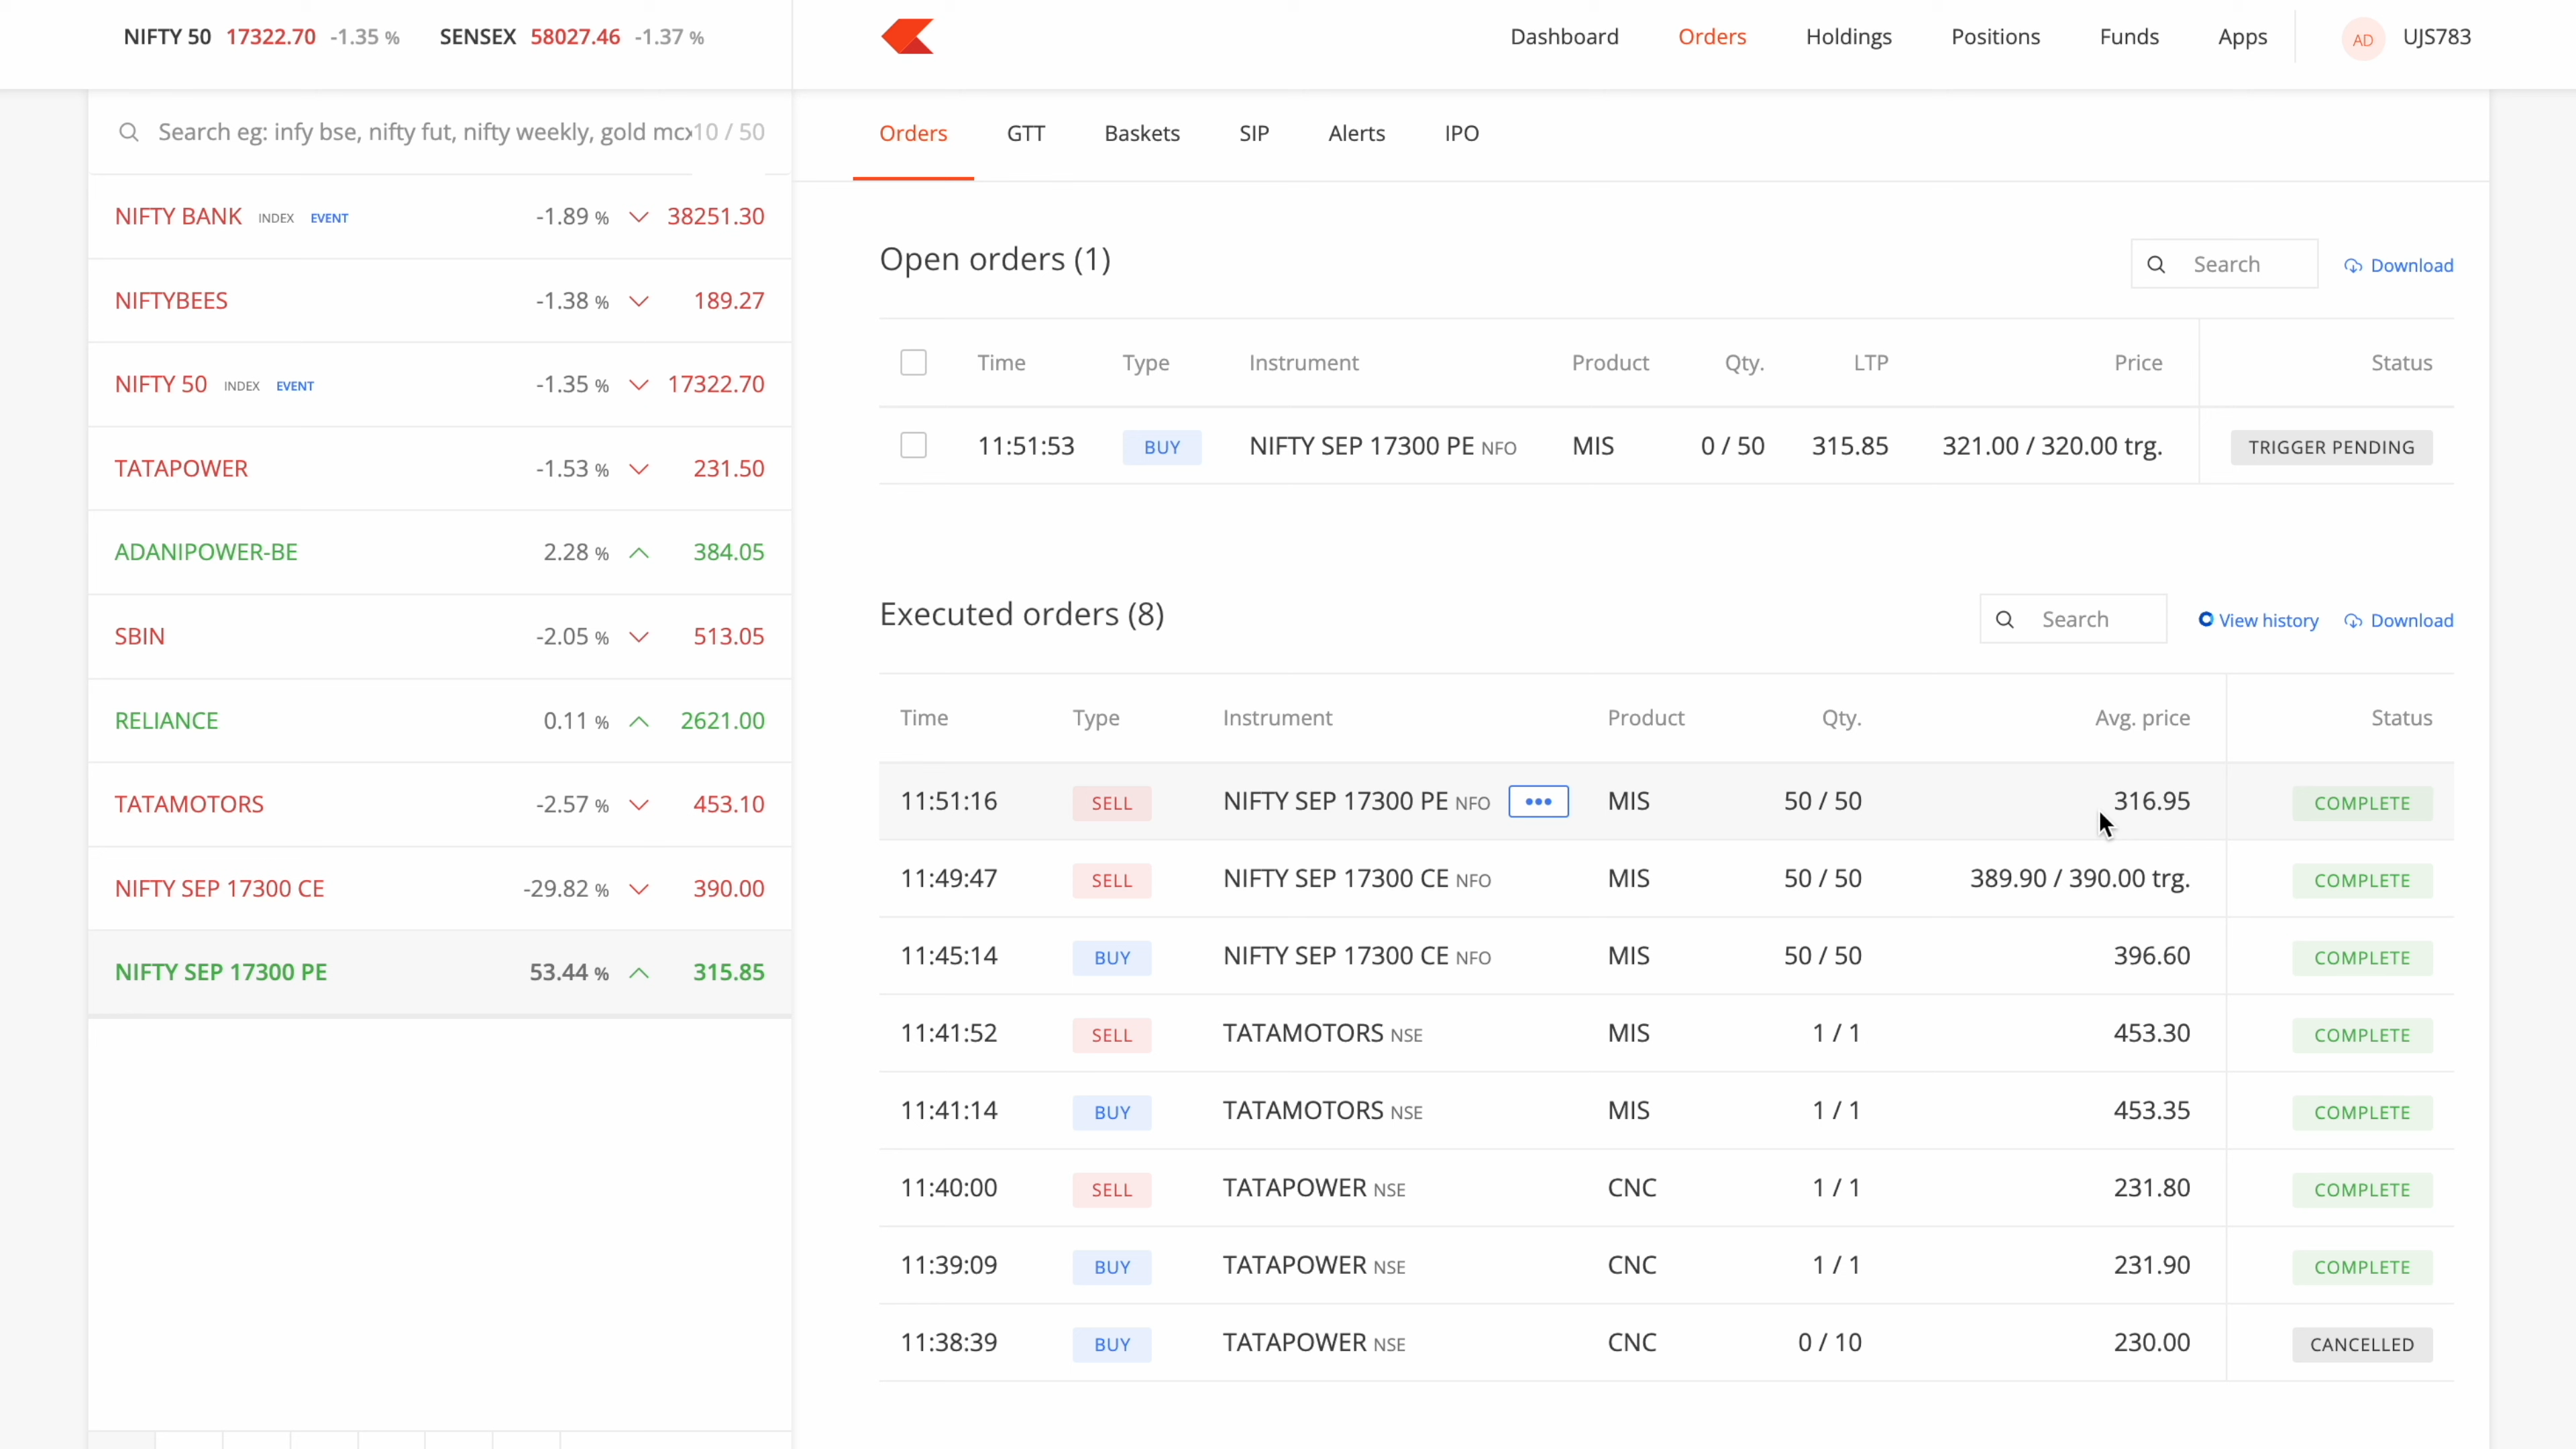 NIFTY 50 17322.70 -1.35 % SENSEX 58027.46 -1.37 %
Dashboard Orders Holdings Positions Funds Apps AD UJS783
Search eg: infy bse, nifty fut, nifty weekly, gold mcx 10 / 50
NIFTY BANK INDEX EVENT -1.89 % 38251.30
NIFTYBEES -1.38 % 189.27
NIFTY 50 INDEX EVENT -1.35 % 17322.70
TATAPOWER -1.53 % 231.50
ADANIPOWER-BE 2.28 % 384.05
SBIN -2.05 % 513.05
RELIANCE 0.11 % 2621.00
TATAMOTORS -2.57 % 453.10
NIFTY SEP 17300 CE -29.82 % 390.00
NIFTY SEP 17300 PE 53.44 % 315.85
Orders GTT Baskets SIP Alerts IPO
Open orders (1) Search Download
Time Type Instrument Product Qty. LTP Price Status
11:51:53 BUY NIFTY SEP 17300 PE NFO MIS 0 / 50 315.85 321.00 / 320.00 trg. TRIGGER PENDING
Executed orders (8) Search View history Download
Time Type Instrument Product Qty. Avg. price Status
11:51:16 SELL NIFTY SEP 17300 PE NFO MIS 50 / 50 316.95 COMPLETE
11:49:47 SELL NIFTY SEP 17300 CE NFO MIS 50 / 50 389.90 / 390.00 trg. COMPLETE
11:45:14 BUY NIFTY SEP 17300 CE NFO MIS 50 / 50 396.60 COMPLETE
11:41:52 SELL TATAMOTORS NSE MIS 1 / 1 453.30 COMPLETE
11:41:14 BUY TATAMOTORS NSE MIS 1 / 1 453.35 COMPLETE
11:40:00 SELL TATAPOWER NSE CNC 1 / 1 231.80 COMPLETE
11:39:09 BUY TATAPOWER NSE CNC 1 / 1 231.90 COMPLETE
11:38:39 BUY TATAPOWER NSE CNC 0 / 10 230.00 CANCELLED